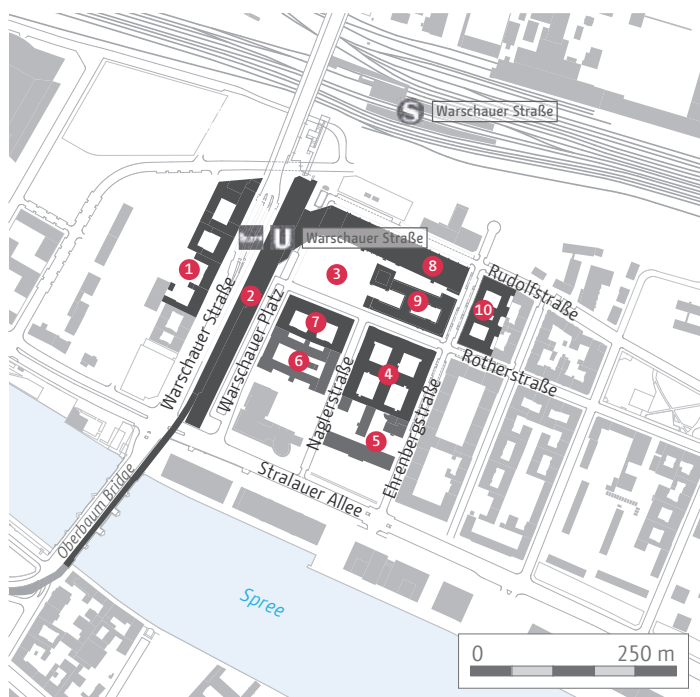 S Warschauer Straße
U Warschauer Straße
1
2
3
8
9
10
7
6
4
5
Warschauer Straße
Warschauer Platz
Naglerstraße
Ehrenbergstraße
Rudolfstraße
Rotherstraße
Stralauer Allee
Oberbaum Bridge
Spree
0 250 m